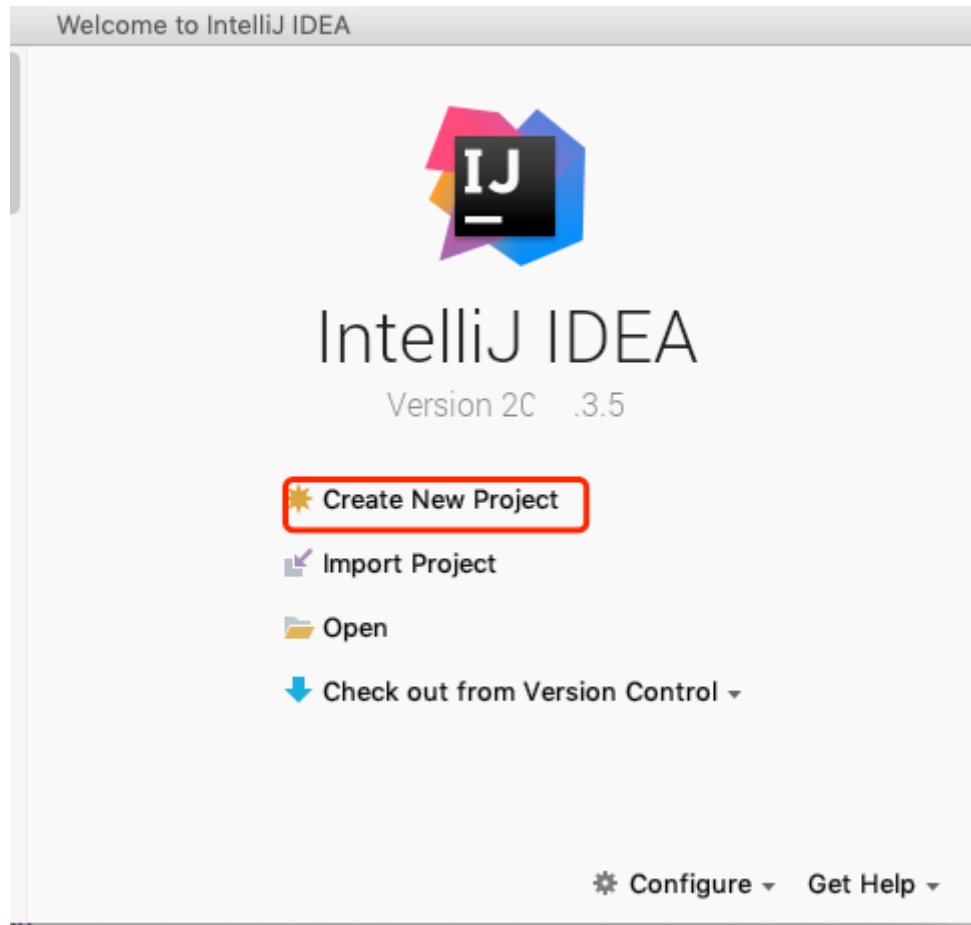 Welcome to IntelliJ IDEA
IJ
IntelliJ IDEA
Version .3.5
Create New Project
Import Project
Open
Check out from Version Control
Configure Get Help